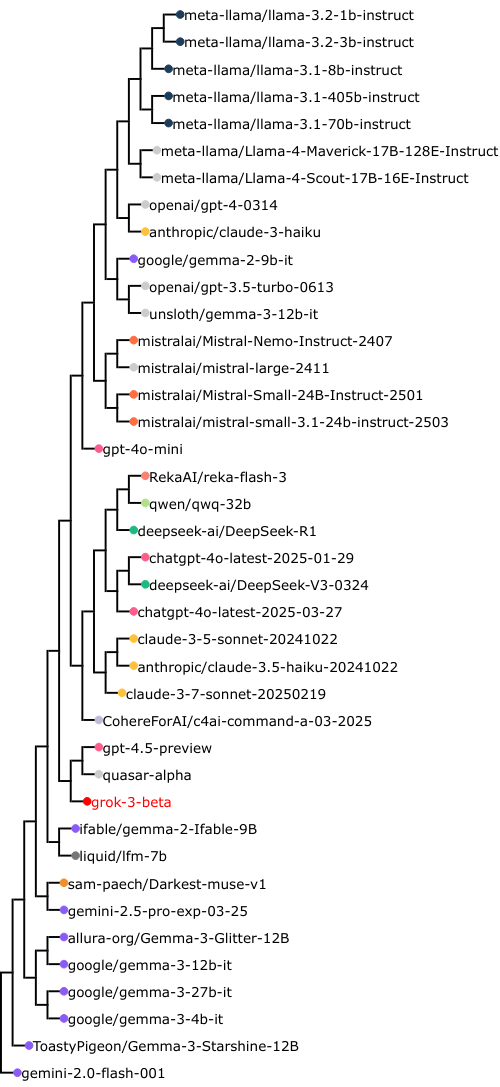 meta-llama/llama-3.2-1b-instruct
meta-llama/llama-3.2-3b-instruct
meta-llama/llama-3.1-8b-instruct
meta-llama/llama-3.1-405b-instruct
meta-llama/llama-3.1-70b-instruct
meta-llama/Llama-4-Maverick-17B-128E-Instruct
meta-llama/Llama-4-Scout-17B-16E-Instruct
openai/gpt-4-0314
anthropic/claude-3-haiku
google/gemma-2-9b-it
openai/gpt-3.5-turbo-0613
unsloth/gemma-3-12b-it
mistralai/Mistral-Nemo-Instruct-2407
mistralai/mistral-large-2411
mistralai/Mistral-Small-24B-Instruct-2501
mistralai/mistral-small-3.1-24b-instruct-2503
gpt-4o-mini
RekaAI/reka-flash-3
qwen/qwq-32b
deepseek-ai/DeepSeek-R1
chatgpt-4o-latest-2025-01-29
deepseek-ai/DeepSeek-V3-0324
chatgpt-4o-latest-2025-03-27
claude-3-5-sonnet-20241022
anthropic/claude-3.5-haiku-20241022
claude-3-7-sonnet-20250219
CohereForAI/c4ai-command-a-03-2025
gpt-4.5-preview
quasar-alpha
grok-3-beta
ifable/gemma-2-Ifable-9B
liquid/lfm-7b
sam-paech/Darkest-muse-v1
gemini-2.5-pro-exp-03-25
allura-org/Gemma-3-Glitter-12B
google/gemma-3-12b-it
google/gemma-3-27b-it
google/gemma-3-4b-it
ToastyPigeon/Gemma-3-Starshine-12B
gemini-2.0-flash-001